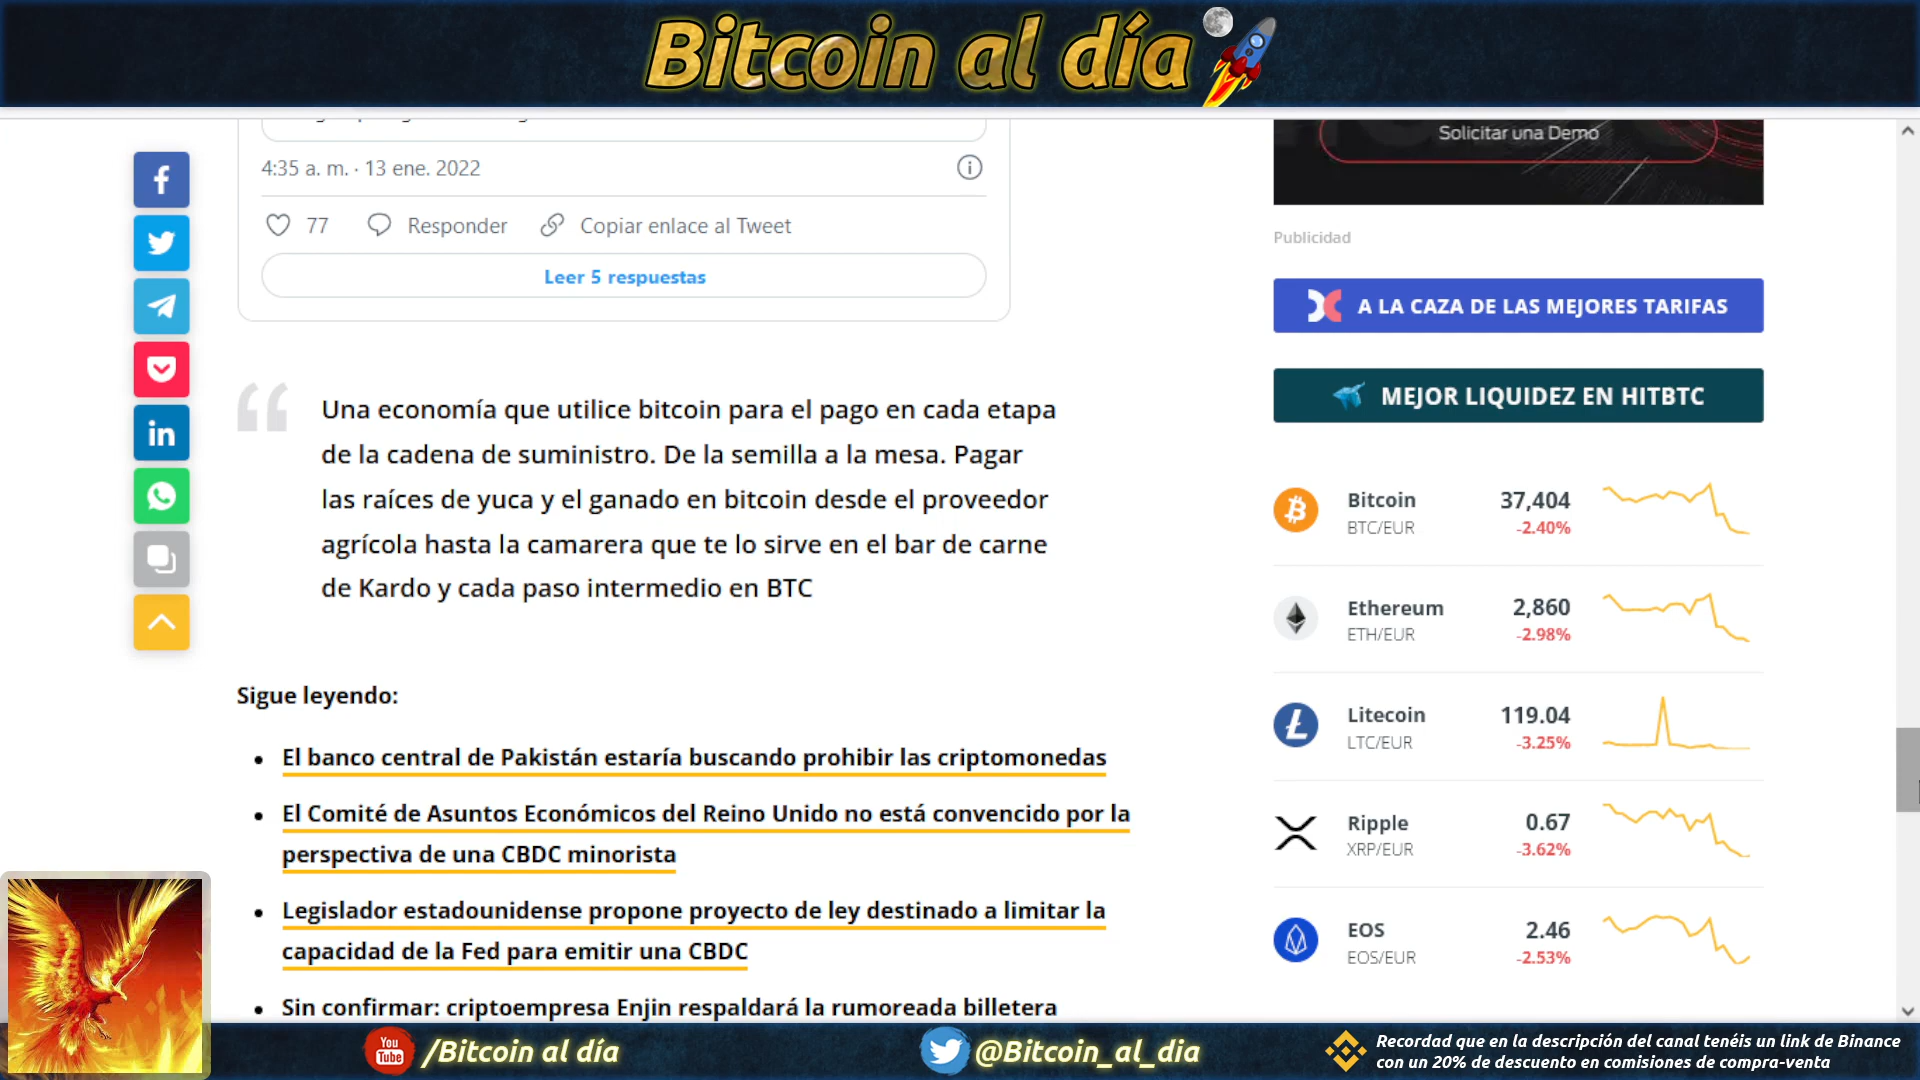 Bitcoin al día
Solicitar una Demo
4:35 a. m. · 13 ene. 2022
77 Responder Copiar enlace al Tweet
Leer 5 respuestas
Publicidad
A LA CAZA DE LAS MEJORES TARIFAS
MEJOR LIQUIDEZ EN HITBTC
Una economía que utilice bitcoin para el pago en cada etapa
de la cadena de suministro. De la semilla a la mesa. Pagar
las raíces de yuca y el ganado en bitcoin desde el proveedor
agrícola hasta la camarera que te lo sirve en el bar de carne
de Kardo y cada paso intermedio en BTC
Sigue leyendo:
El banco central de Pakistán estaría buscando prohibir las criptomonedas
El Comité de Asuntos Económicos del Reino Unido no está convencido por la
perspectiva de una CBDC minorista
Legislador estadounidense propone proyecto de ley destinado a limitar la
capacidad de la Fed para emitir una CBDC
Sin confirmar: criptoempresa Enjin respaldará la rumoreada billetera
Bitcoin 37,404
BTC/EUR -2.40%
Ethereum 2,860
ETH/EUR -2.98%
Litecoin 119.04
LTC/EUR -3.25%
Ripple 0.67
XRP/EUR -3.62%
EOS 2.46
EOS/EUR -2.53%
You
Tube
/Bitcoin al día
@Bitcoin_al_dia
Recordad que en la descripción del canal tenéis un link de Binance
con un 20% de descuento en comisiones de compra-venta